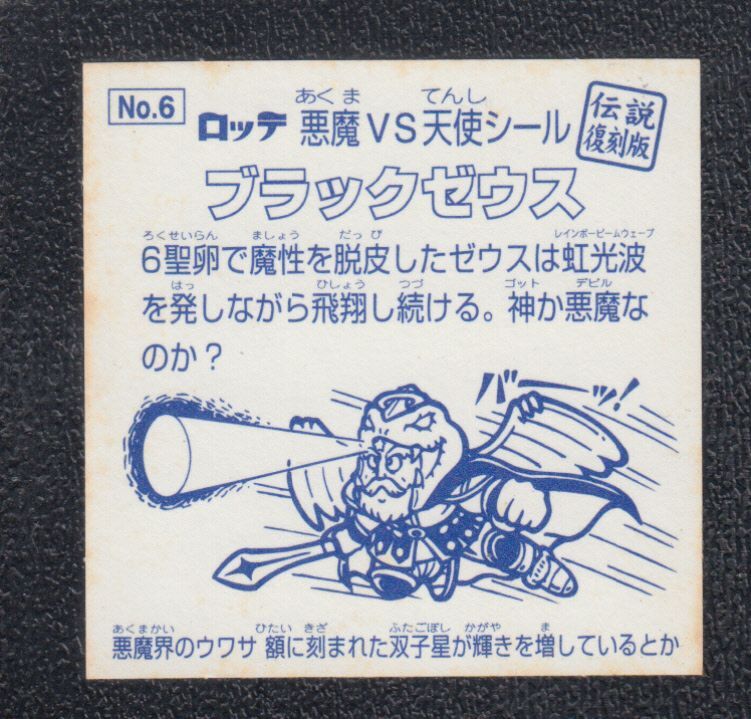 No.6
ロッテ 悪魔VS天使シール
あくま てんし
伝説
復刻版
ブラックゼウス
ろくせいらん ましょう だっぴ レインボービームウェーブ
6聖卵で魔性を脱皮したゼウスは虹光波
はっ ひしょう つづ ゴット デビル
を発しながら飛翔し続ける。神か悪魔な
のか?
バーッ!
あくまかい ひたい きざ ふたごぼし かがや ま
悪魔界のウワサ 額に刻まれた双子星が輝きを増しているとか